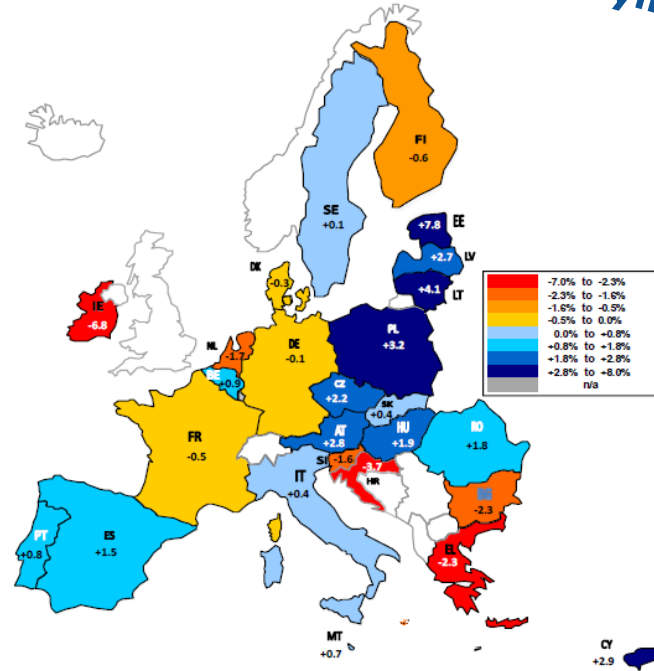 FI
-0.6
SE
+0.1
EE
+7.8
LV
+2.7
LT
+4.1
DK
-0.3
IE
-6.8
NL
-1.7
BE
+0.9
DE
-0.1
PL
+3.2
CZ
+2.2
SK
+0.4
AT
+2.8
HU
+1.9
RO
+1.8
SI
-1.6
-3.7
HR
FR
-0.5
IT
+0.4
BG
-2.3
EL
-2.3
PT
+0.8
ES
+1.5
MT
+0.7
CY
+2.9
-7.0% to -2.3%
-2.3% to -1.6%
-1.6% to -0.5%
-0.5% to 0.0%
0.0% to +0.8%
+0.8% to +1.8%
+1.8% to +2.8%
+2.8% to +8.0%
n/a